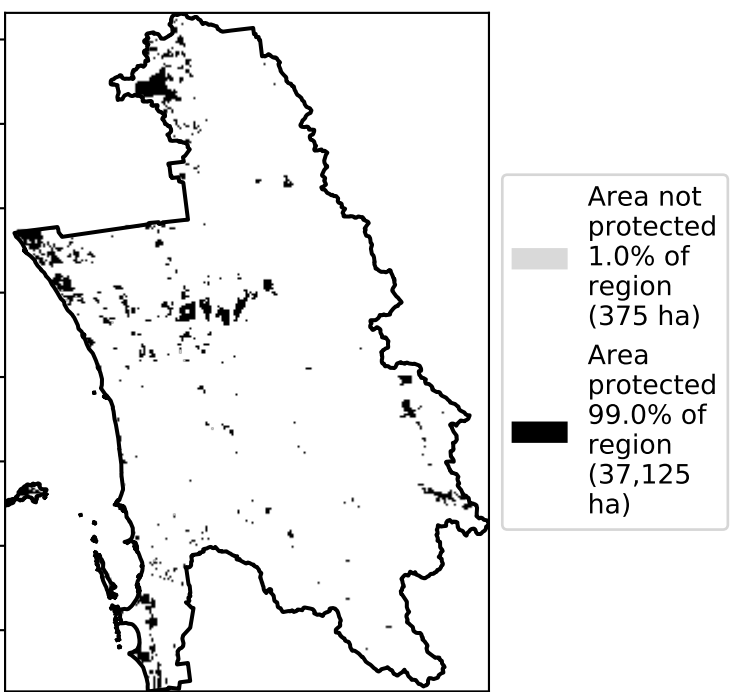 Area not
protected
1.0% of
region
(375 ha)
Area
protected
99.0% of
region
(37,125
ha)